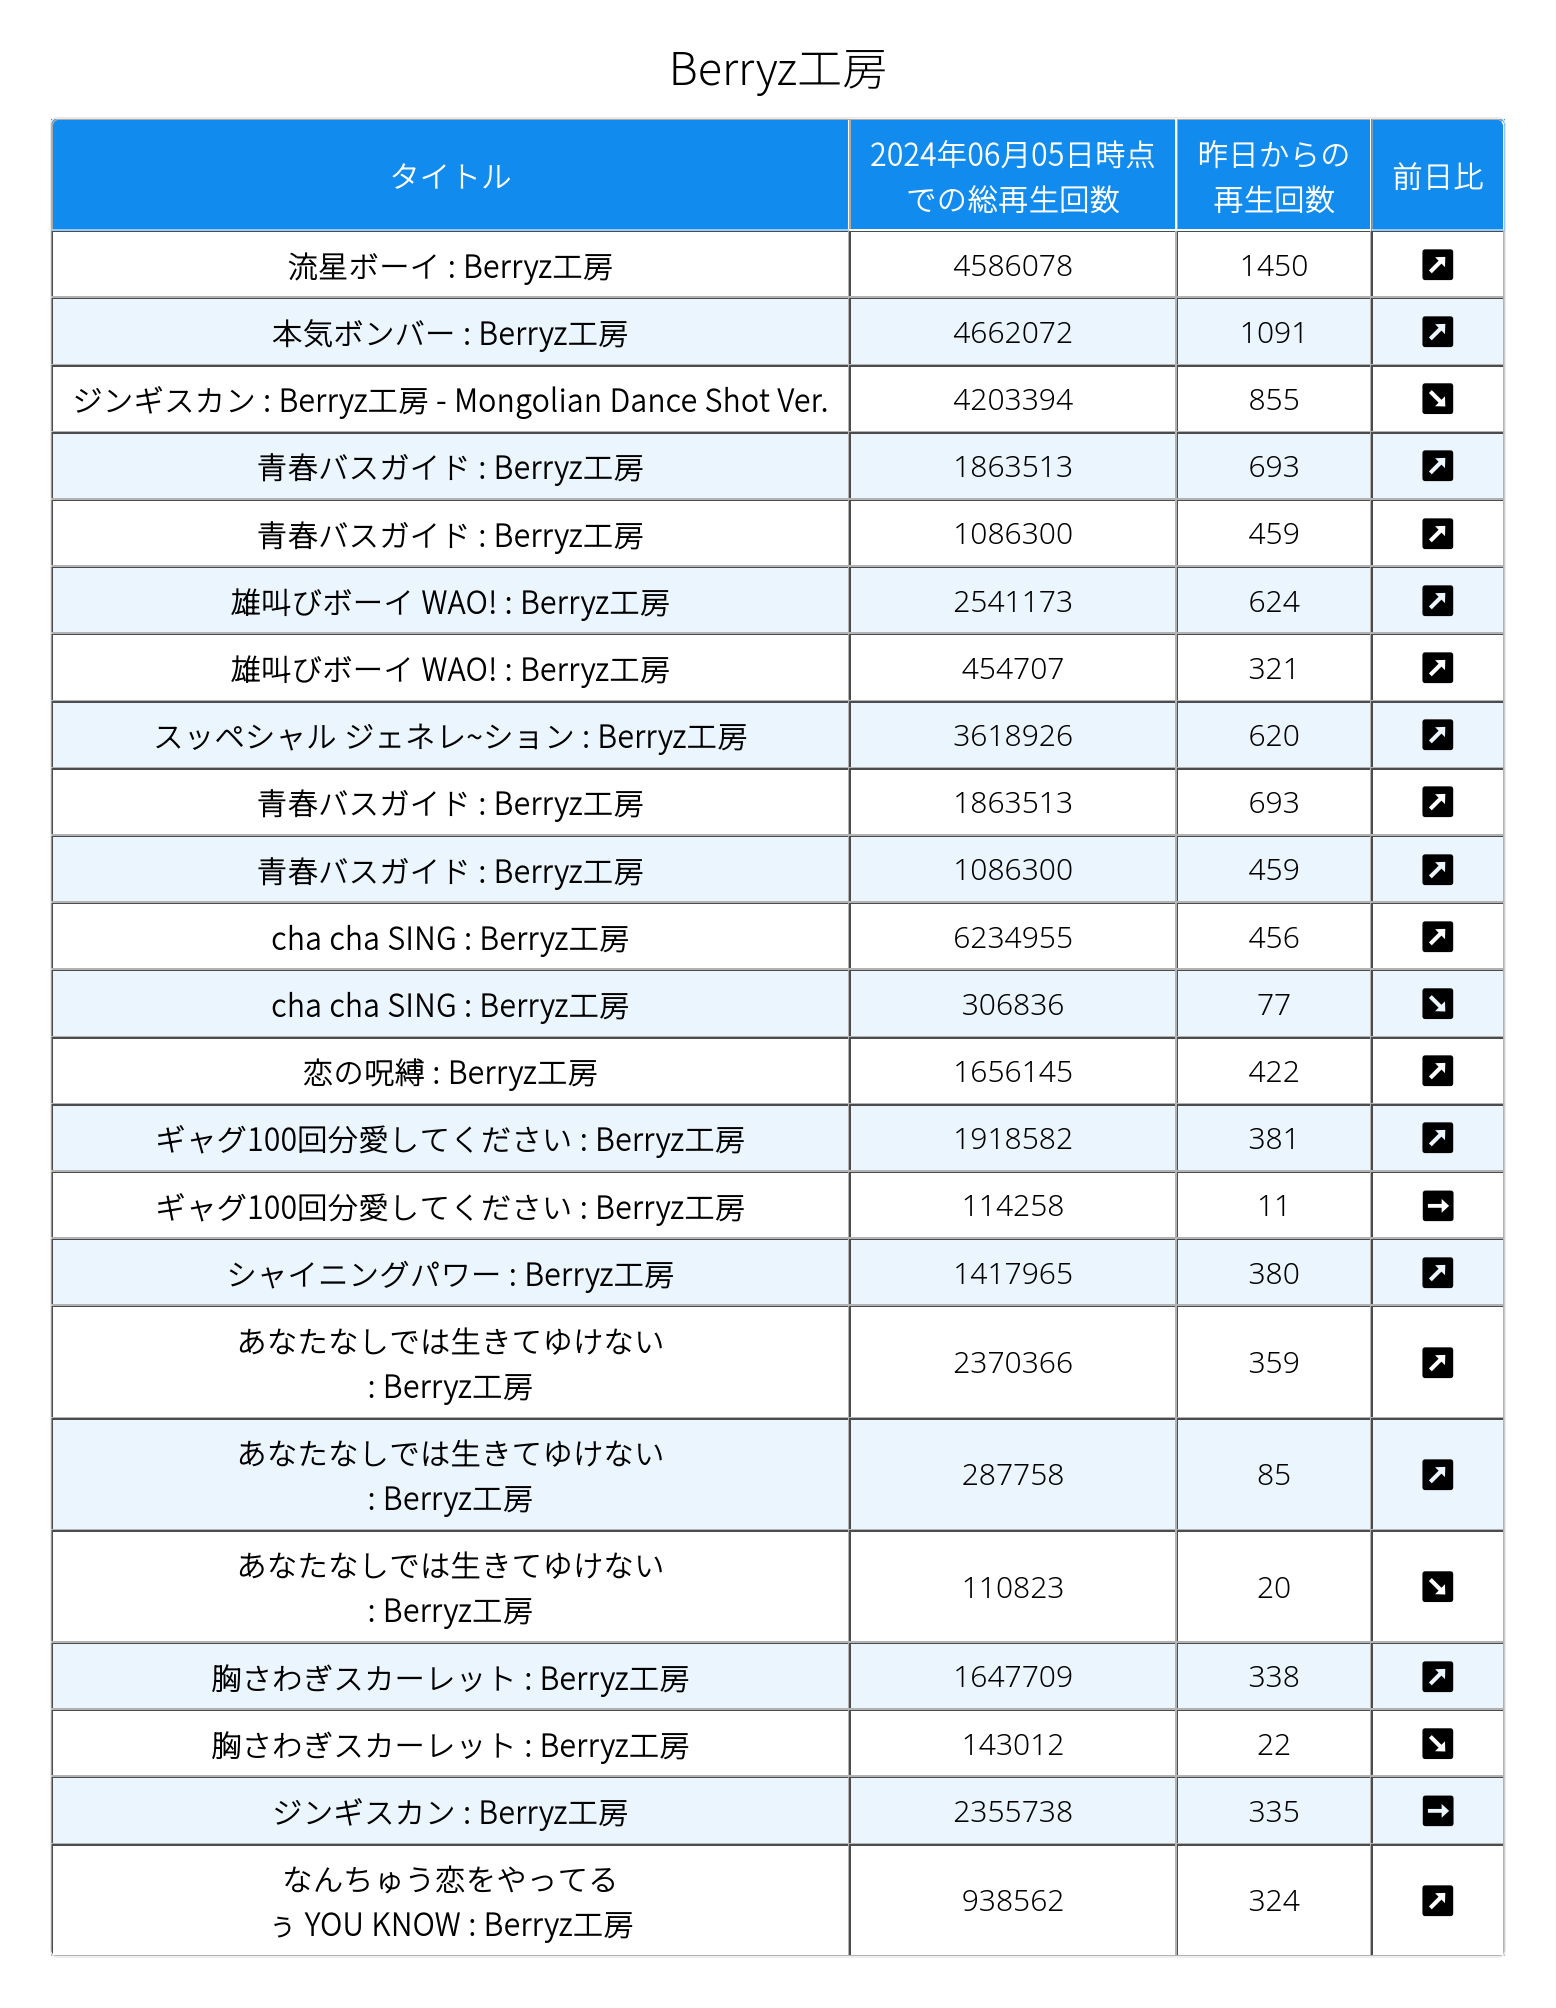 Berryz工房
タイトル
2024年06月05日時点
での総再生回数
昨日からの
再生回数
前日比
流星ボーイ : Berryz工房 4586078 1450 ↗
本気ボンバー : Berryz工房 4662072 1091 ↗
ジンギスカン : Berryz工房 - Mongolian Dance Shot Ver. 4203394 855 ↘
青春バスガイド : Berryz工房 1863513 693 ↗
青春バスガイド : Berryz工房 1086300 459 ↗
雄叫びボーイ WAO! : Berryz工房 2541173 624 ↗
雄叫びボーイ WAO! : Berryz工房 454707 321 ↗
スッペシャル ジェネレ~ション : Berryz工房 3618926 620 ↗
青春バスガイド : Berryz工房 1863513 693 ↗
青春バスガイド : Berryz工房 1086300 459 ↗
cha cha SING : Berryz工房 6234955 456 ↗
cha cha SING : Berryz工房 306836 77 ↘
恋の呪縛 : Berryz工房 1656145 422 ↗
ギャグ100回分愛してください : Berryz工房 1918582 381 ↗
ギャグ100回分愛してください : Berryz工房 114258 11 →
シャイニングパワー : Berryz工房 1417965 380 ↗
あなたなしでは生きてゆけない
: Berryz工房 2370366 359 ↗
あなたなしでは生きてゆけない
: Berryz工房 287758 85 ↗
あなたなしでは生きてゆけない
: Berryz工房 110823 20 ↘
胸さわぎスカーレット : Berryz工房 1647709 338 ↗
胸さわぎスカーレット : Berryz工房 143012 22 ↘
ジンギスカン : Berryz工房 2355738 335 →
なんちゅう恋をやってる
ぅ YOU KNOW : Berryz工房 938562 324 ↗